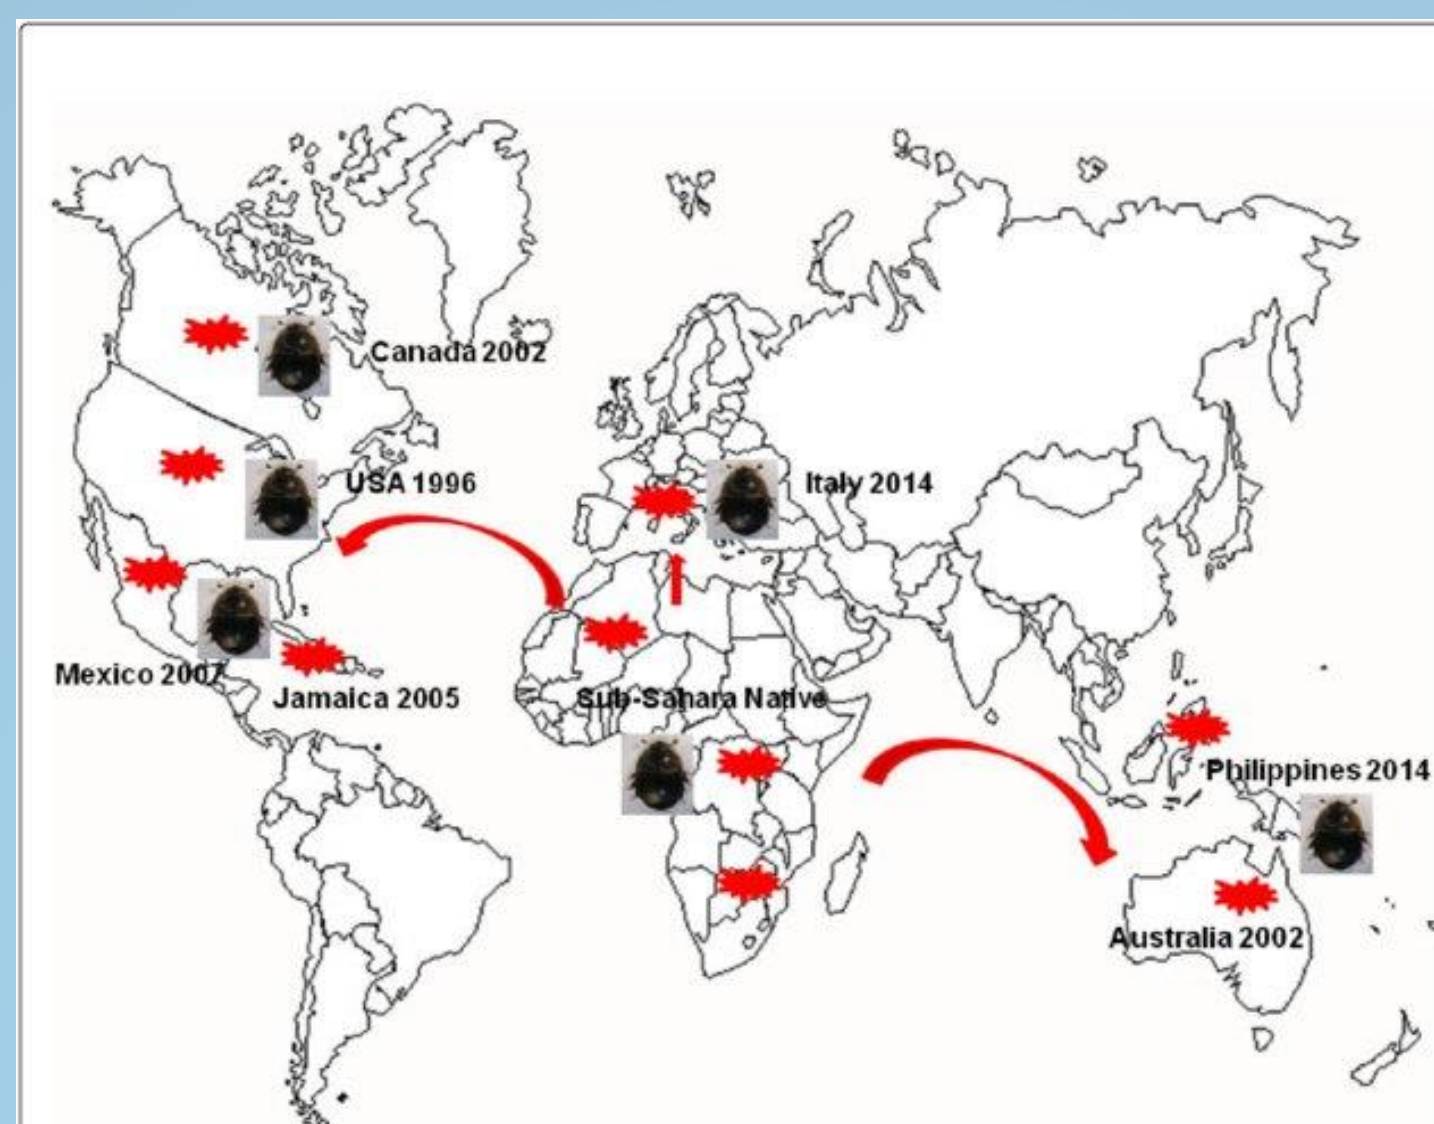 Canada 2002
USA 1996
Italy 2014
Mexico 2007
Jamaica 2005
Sub-Sahara Native
Philippines 2014
Australia 2002